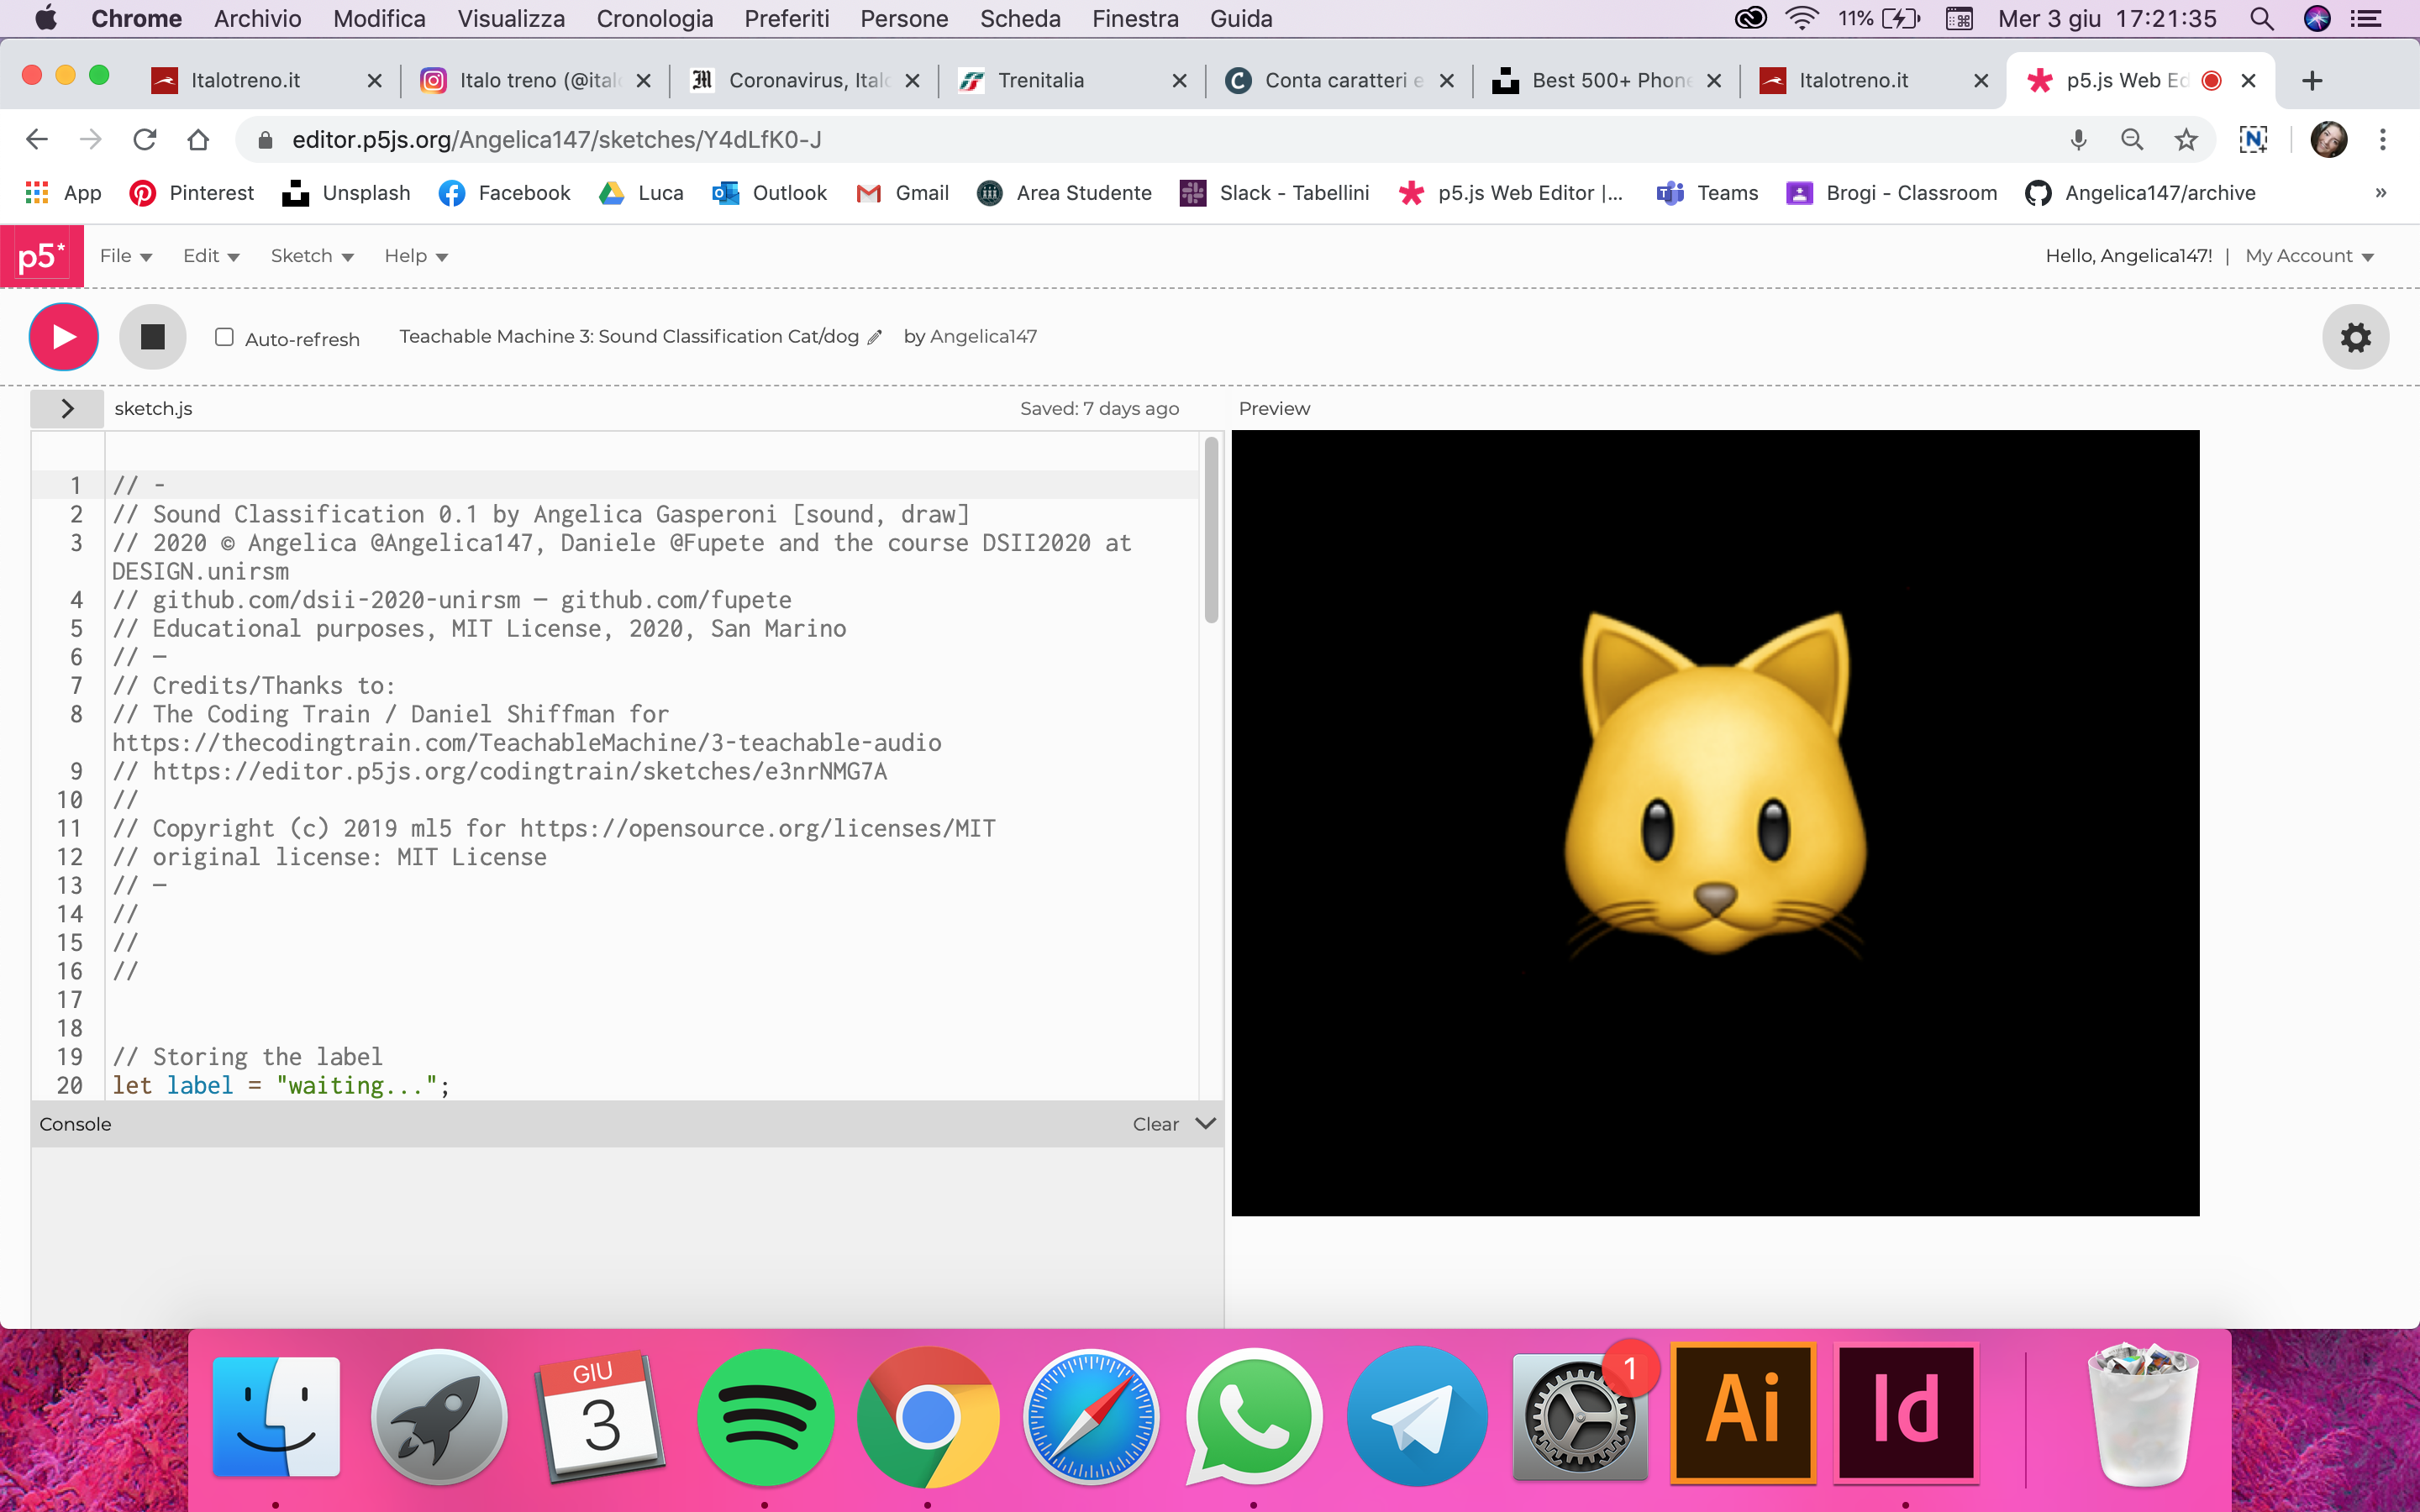 Chrome Archivio Modifica Visualizza Cronologia Preferiti Persone Scheda Finestra Guida 11% Mer 3 giu 17:21:35
Italotreno.it Italo treno (@ital Coronavirus, Italo Trenitalia Conta caratteri e Best 500+ Phone Italotreno.it p5.js Web Ed
editor.p5js.org/Angelica147/sketches/Y4dLfK0-J
App Pinterest Unsplash Facebook Luca Outlook Gmail Area Studente Slack - Tabellini p5.js Web Editor |... Teams Brogi - Classroom Angelica147/archive »
p5* File Edit Sketch Help Hello, Angelica147! | My Account
Auto-refresh Teachable Machine 3: Sound Classification Cat/dog by Angelica147
sketch.js Saved: 7 days ago Preview
1 // -
2 // Sound Classification 0.1 by Angelica Gasperoni [sound, draw]
3 // 2020 © Angelica @Angelica147, Daniele @Fupete and the course DSII2020 at
DESIGN.unirsm
4 // github.com/dsii-2020-unirsm — github.com/fupete
5 // Educational purposes, MIT License, 2020, San Marino
6 // —
7 // Credits/Thanks to:
8 // The Coding Train / Daniel Shiffman for
https://thecodingtrain.com/TeachableMachine/3-teachable-audio
9 // https://editor.p5js.org/codingtrain/sketches/e3nrNMG7A
10 //
11 // Copyright (c) 2019 ml5 for https://opensource.org/licenses/MIT
12 // original license: MIT License
13 // —
14 //
15 //
16 //
17
18
19 // Storing the label
20 let label = "waiting...";
Console Clear
GIU
3
1
Ai
Id